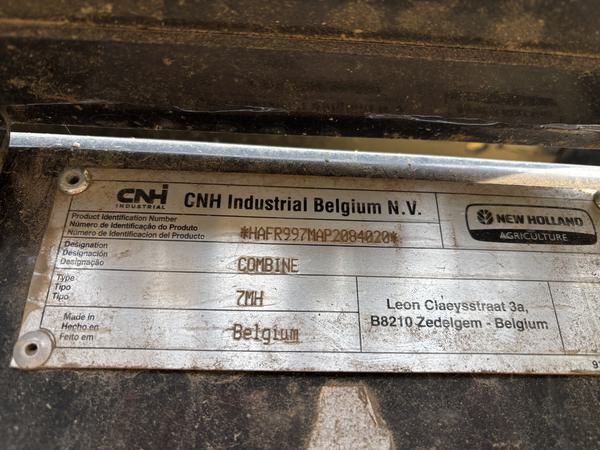 CNH
INDUSTRIAL
CNH Industrial Belgium N.V.
NEW HOLLAND
AGRICULTURE
Product Identification Number
Número de Identificação do Produto
Número de Identificacion del Producto
*HAFR997MAP2084020*
Designation
Designación
Designação
COMBINE
Type
Tipo
Tipo
7MH
Leon Claeysstraat 3a,
B8210 Zedelgem - Belgium
Made in
Hecho en
Feito em
Belgium